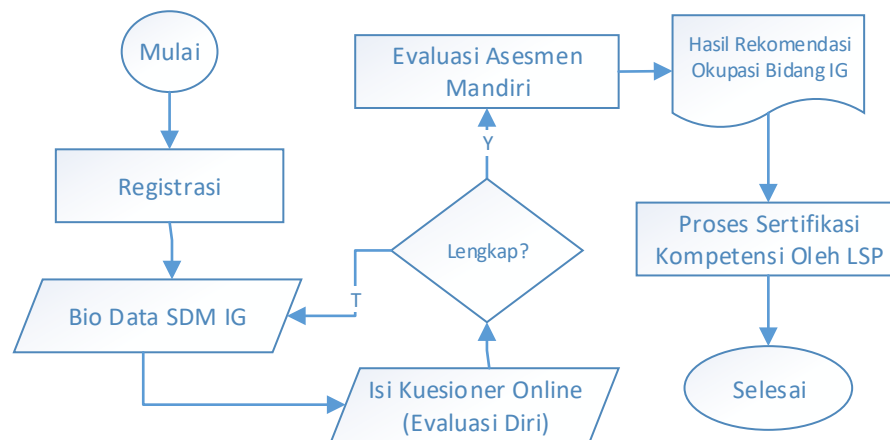 Mulai
Registrasi
Bio Data SDM IG
Isi Kuesioner Online
(Evaluasi Diri)
Lengkap?
T
Y
Evaluasi Asesmen
Mandiri
Hasil Rekomendasi
Okupasi Bidang IG
Proses Sertifikasi
Kompetensi Oleh LSP
Selesai